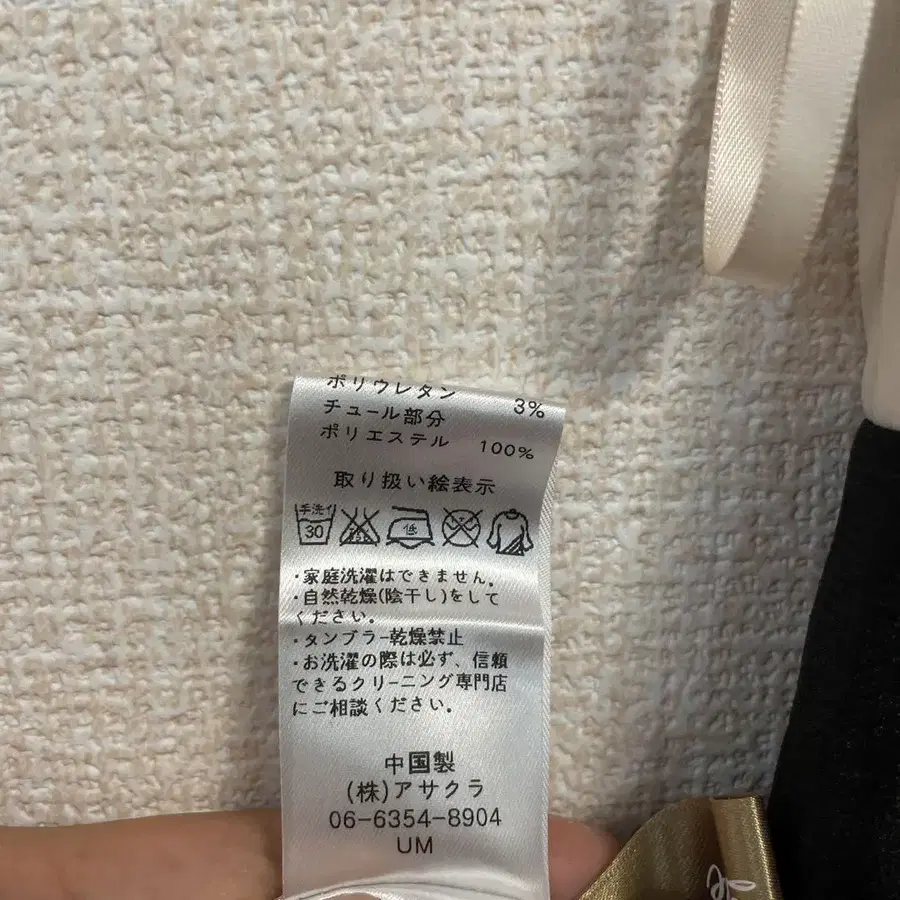 ポリウレタン 3%
チュール部分
ポリエステル 100%
取り扱い絵表示
手洗イ
30
低
・家庭洗濯はできません。
・自然乾燥(陰干し)をして
ください。
・タンブラー乾燥禁止
・お洗濯の際は必ず、信頼
できるクリーニング専門店
にご相談ください。
中国製
(株)アサクラ
06-6354-8904
UM